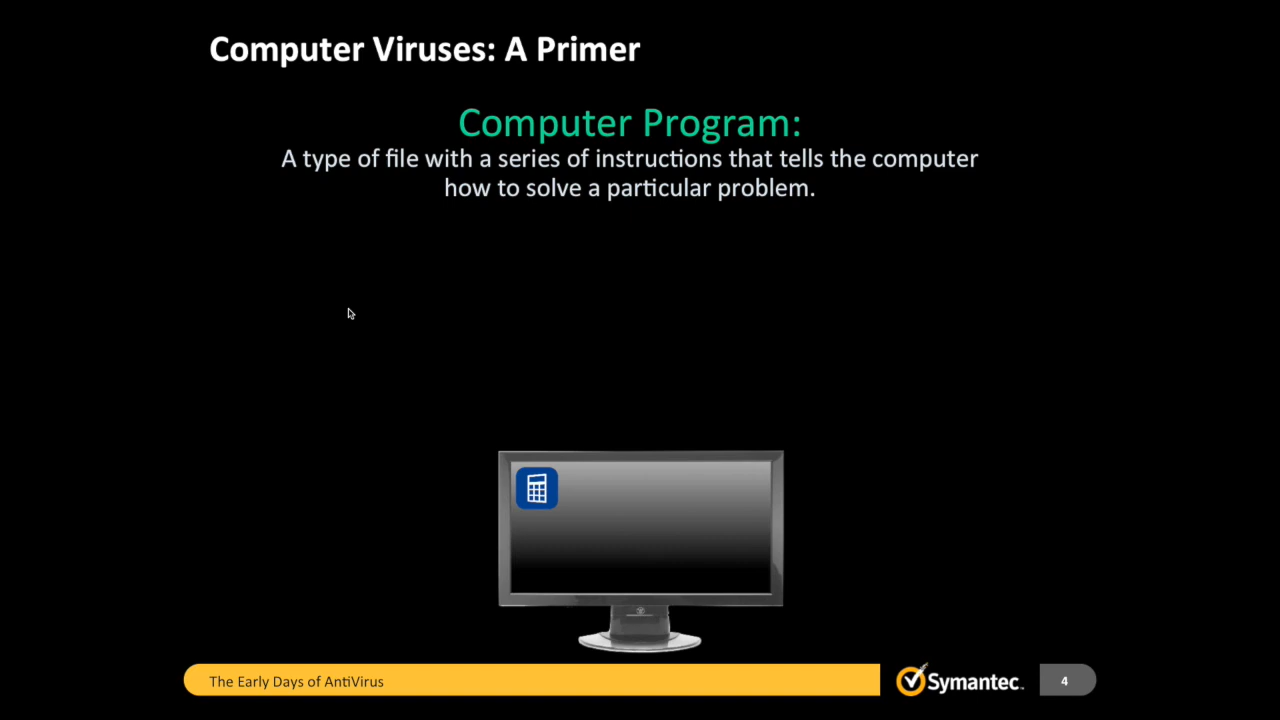 Computer Viruses: A Primer
Computer Program:
A type of file with a series of instructions that tells the computer
how to solve a particular problem.
The Early Days of AntiVirus
Symantec™
4